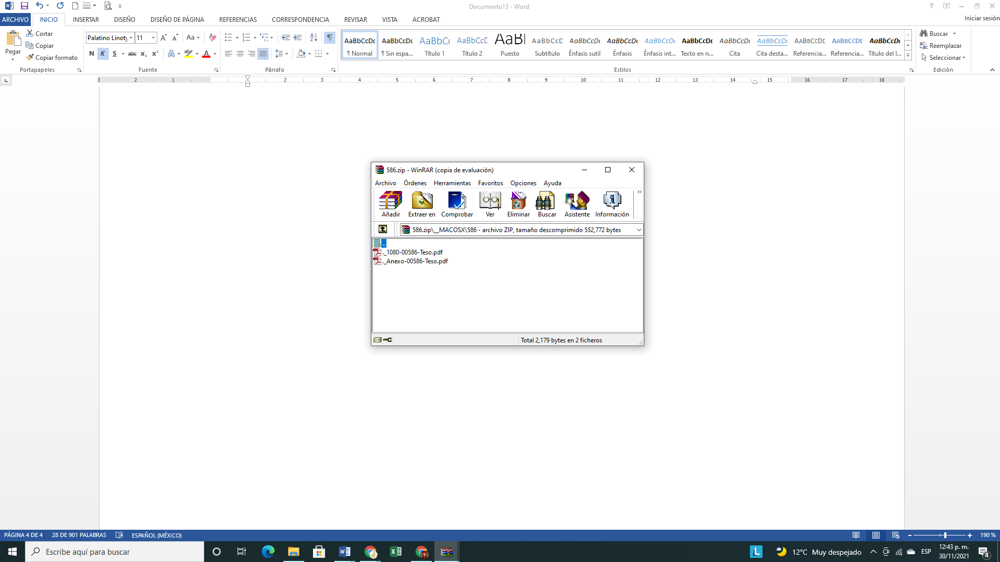 Documento13 - Word
ARCHIVO INICIO INSERTAR DISEÑO DISEÑO DE PÁGINA REFERENCIAS CORRESPONDENCIA REVISAR VISTA ACROBAT Iniciar sesión
Pegar
Cortar
Copiar
Copiar formato
Portapapeles
Palatino Linoty 11
Aa
N K S abc x₂ x² A A
Fuente
Párrafo
AaBbCcDc AaBbCcDc AaBbCc AaBbCcD AaB AaBbCcD AaBbCcDc AaBbCcDc AaBbCcDc AaBbCcDc AaBbCcDc AaBbCcDc AABBCCDD AABBCCDD AaBbCcDc
¶ Normal ¶ Sin espa... Título 1 Título 2 Puesto Subtítulo Énfasis sutil Énfasis Énfasis int... Texto en n... Cita Cita desta... Referencia... Referencia... Título del l...
Estilos
Buscar
Reemplazar
Seleccionar
Edición
3 2 1 2 3 4 5 6 7 8 9 10 11 12 13 14 15 16 17 18
586.zip - WinRAR (copia de evaluación)
Archivo Órdenes Herramientas Favoritos Opciones Ayuda
Añadir Extraer en Comprobar Ver Eliminar Buscar Asistente Información
586.zip\__MACOSX\586 - archivo ZIP, tamaño descomprimido 552,772 bytes
..
._1080-00586-Teso.pdf
._Anexo-00586-Teso.pdf
Total 2,179 bytes en 2 ficheros
PÁGINA 4 DE 4 28 DE 901 PALABRAS ESPAÑOL (MÉXICO) 190 %
Escribe aquí para buscar
L 12°C Muy despejado ESP
12:43 p. m.
30/11/2021
4